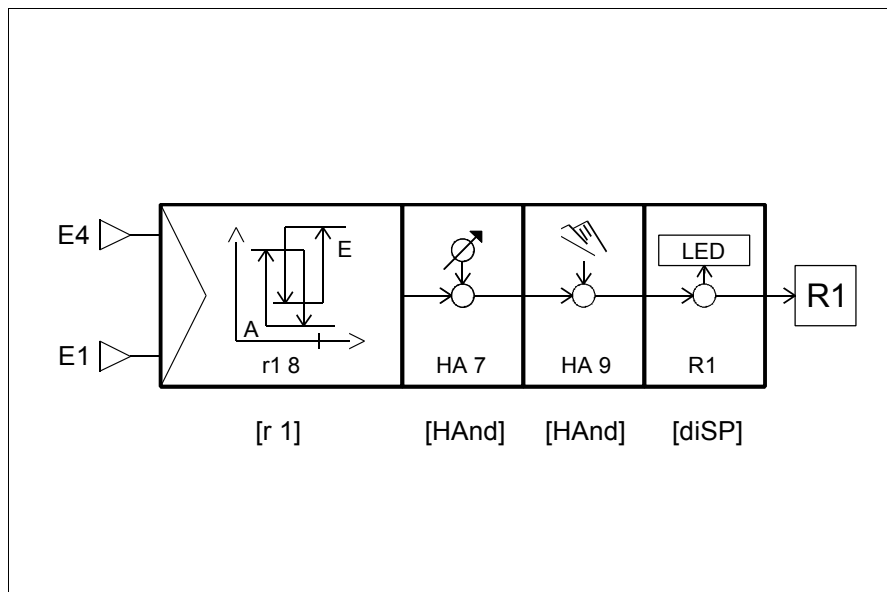 E4
E1
E
A
r1 8
LED
HA 7
HA 9
R1
R1
[r 1]
[HAnd]
[HAnd]
[diSP]